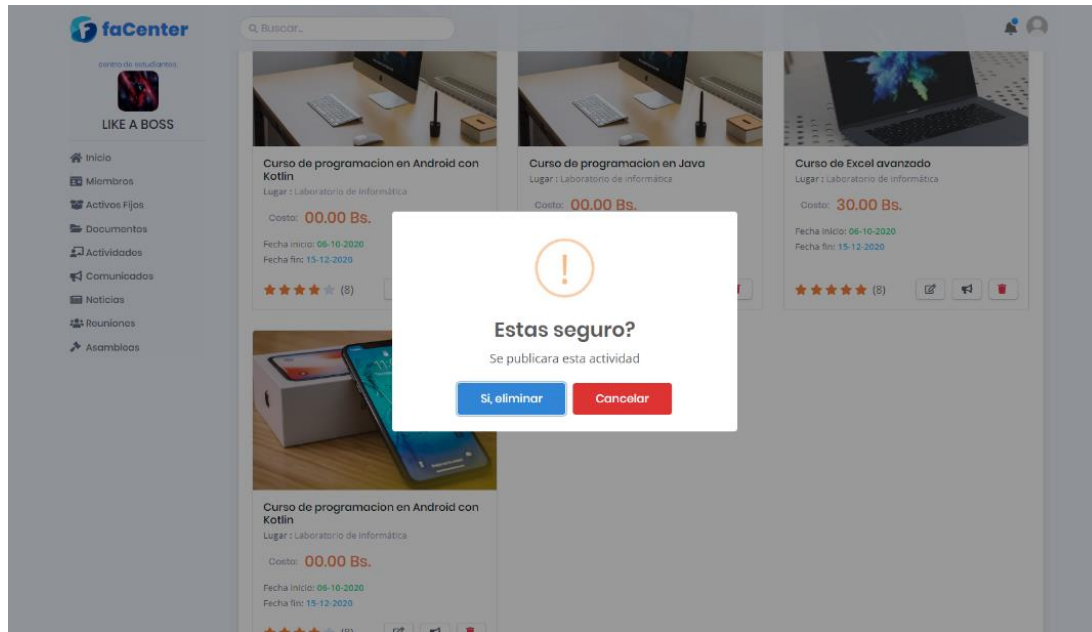 faCenter
Buscar...
centro de estudiantes
LIKE A BOSS
Inicio
Miembros
Activos Fijos
Documentos
Actividades
Comunicados
Noticias
Reuniones
Asambleas
Curso de programacion en Android con
Kotlin
Lugar : Laboratorio de informática
Costo: 00.00 Bs.
Fecha inicio: 06-10-2020
Fecha fin: 15-12-2020
(8)
Curso de programacion en Java
Lugar : Laboratorio de informática
Costo: 00.00 Bs.
Curso de Excel avanzado
Lugar : Laboratorio de informática
Costo: 30.00 Bs.
Fecha inicio: 06-10-2020
Fecha fin: 15-12-2020
(8)
Estas seguro?
Se publicara esta actividad
Si, eliminar
Cancelar
Curso de programacion en Android con
Kotlin
Lugar : Laboratorio de informática
Costo: 00.00 Bs.
Fecha inicio: 06-10-2020
Fecha fin: 15-12-2020
(8)